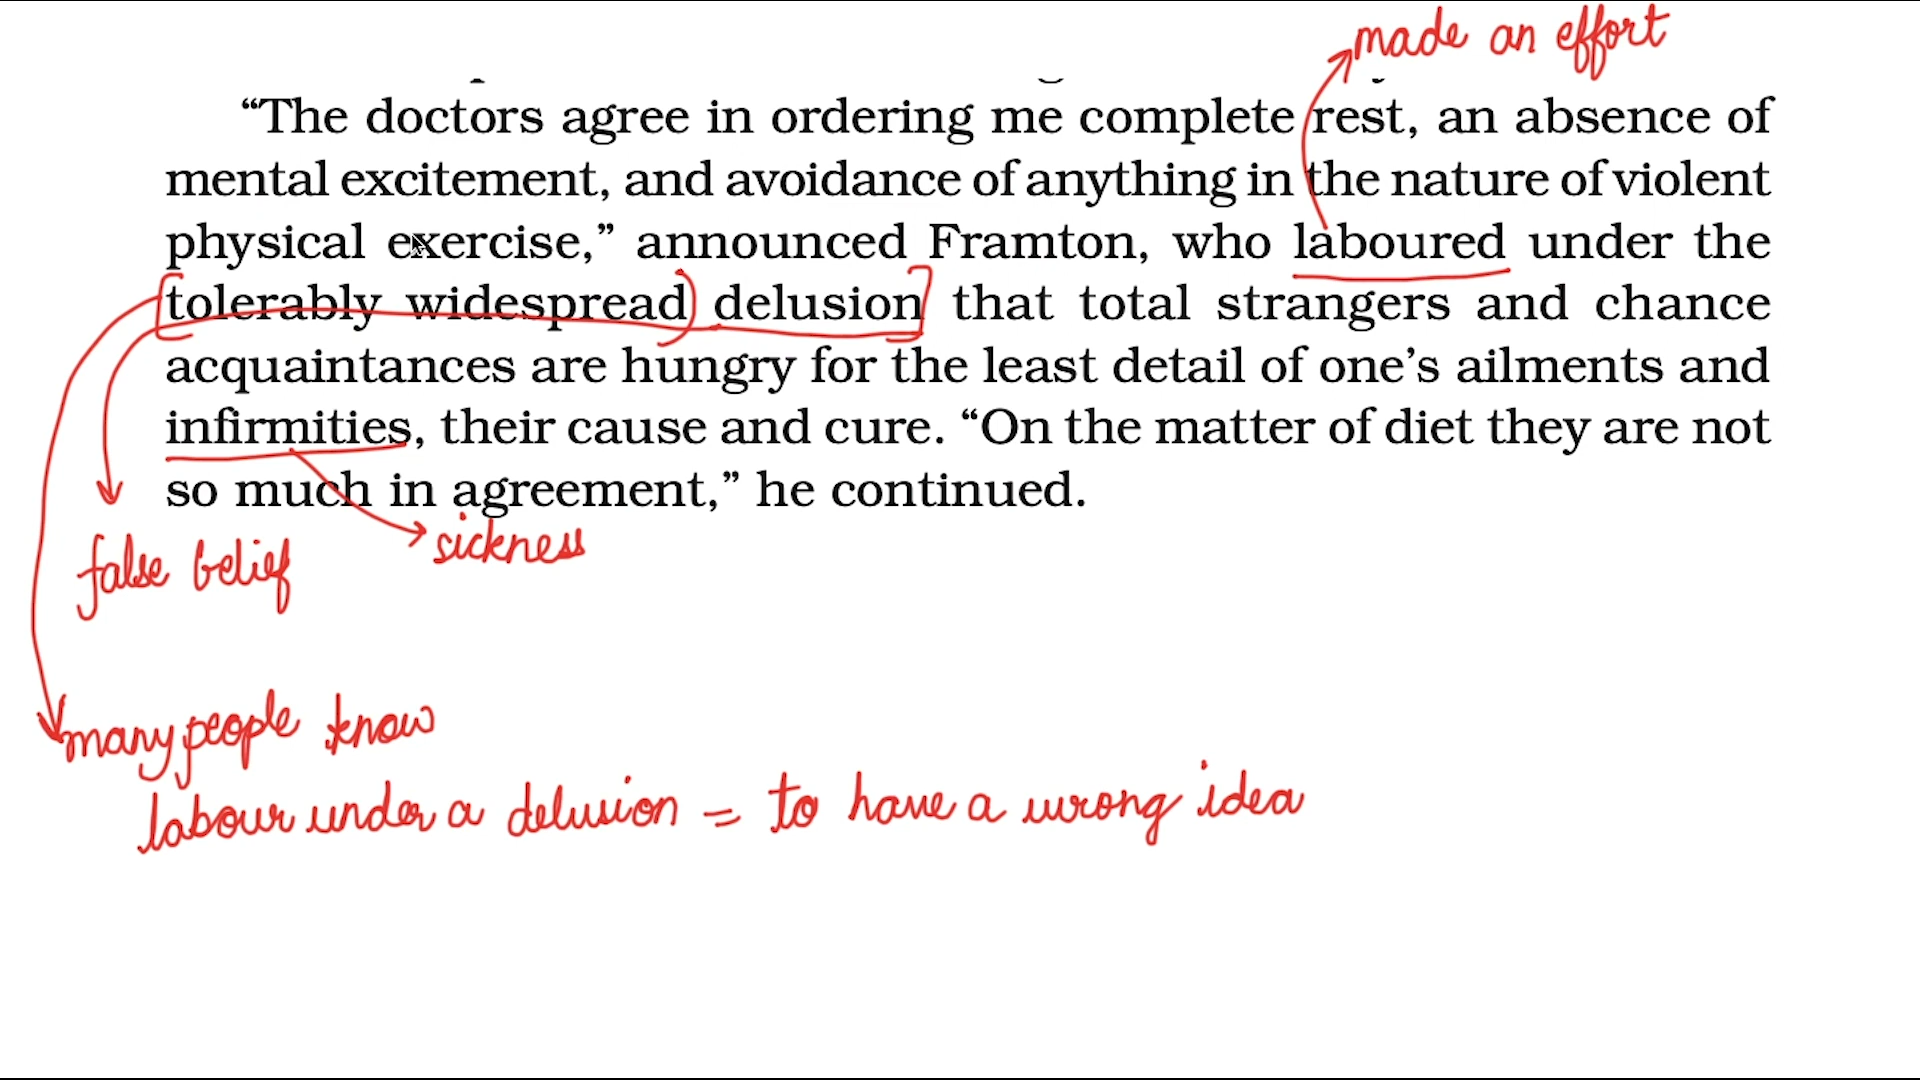 made an effort
“The doctors agree in ordering me complete rest, an absence of
mental excitement, and avoidance of anything in the nature of violent
physical exercise,” announced Framton, who laboured under the
tolerably widespread) delusion that total strangers and chance
acquaintances are hungry for the least detail of one’s ailments and
infirmities, their cause and cure. “On the matter of diet they are not
so much in agreement,” he continued.
sickness
false belief
many people know
labour under a delusion = to have a wrong idea